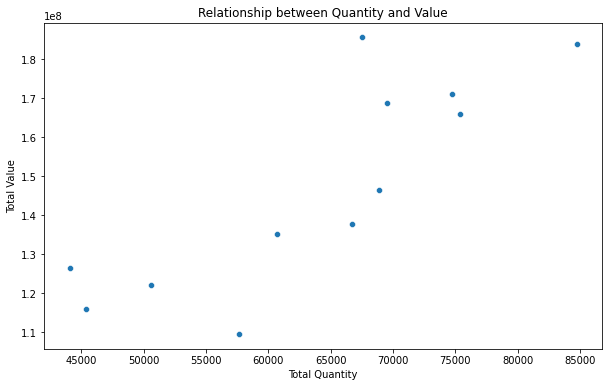 Relationship between Quantity and Value
1e8
1.8
1.7
1.6
1.5
1.4
1.3
1.2
1.1
Total Value
45000 50000 55000 60000 65000 70000 75000 80000 85000
Total Quantity